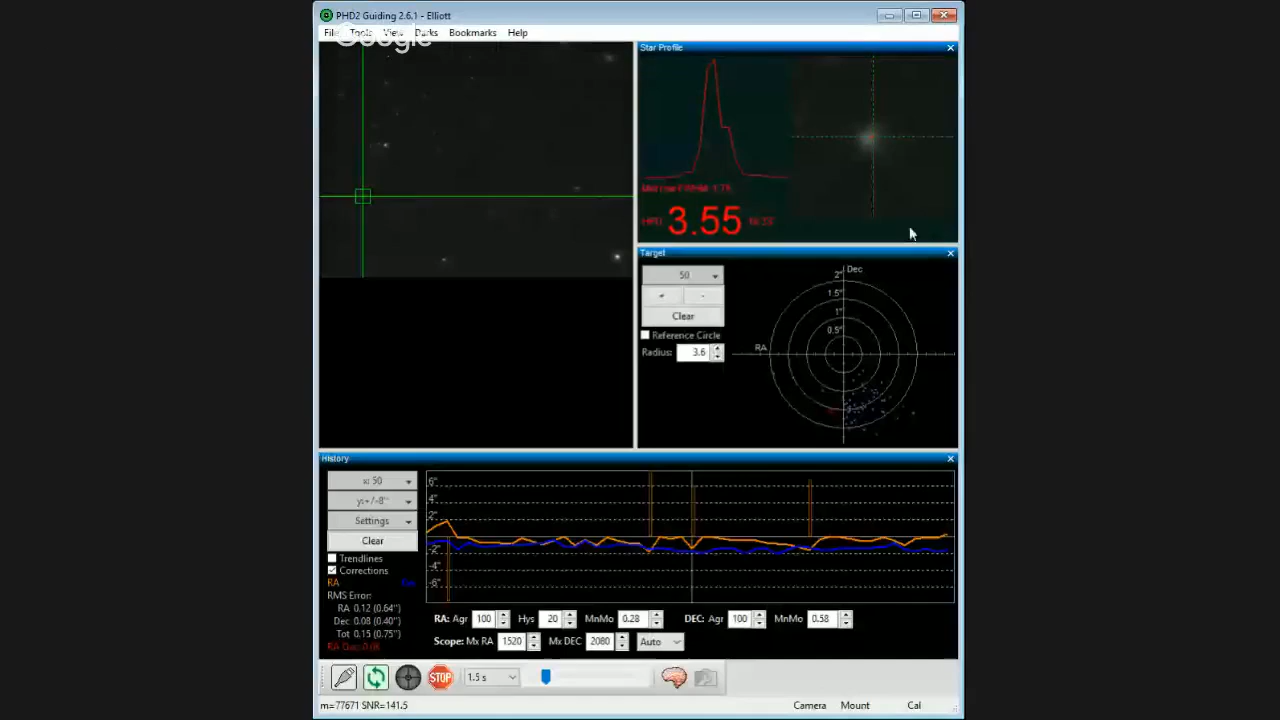 PHD2 Guiding 2.6.1 - Elliott
File Tools View Darks Bookmarks Help
Google
Star Profile
3.55
Target
50
+ -
Clear
Reference Circle
Radius: 3.6
Dec
2"
1.5"
1"
0.5"
RA
History
x: 50
y:+/-8"
Settings
Clear
Trendlines
Corrections
RA
RMS Error:
RA 0.12 (0.64")
Dec 0.08 (0.40")
Tot 0.15 (0.75")
6"
4"
2"
-2"
-4"
-6"
RA: Agr 100 Hys 20 MnMo 0.28 DEC: Agr 100 MnMo 0.58
Scope: Mx RA 1520 Mx DEC 2080 Auto
STOP 1.5 s
m=77671 SNR=141.5 Camera Mount Cal